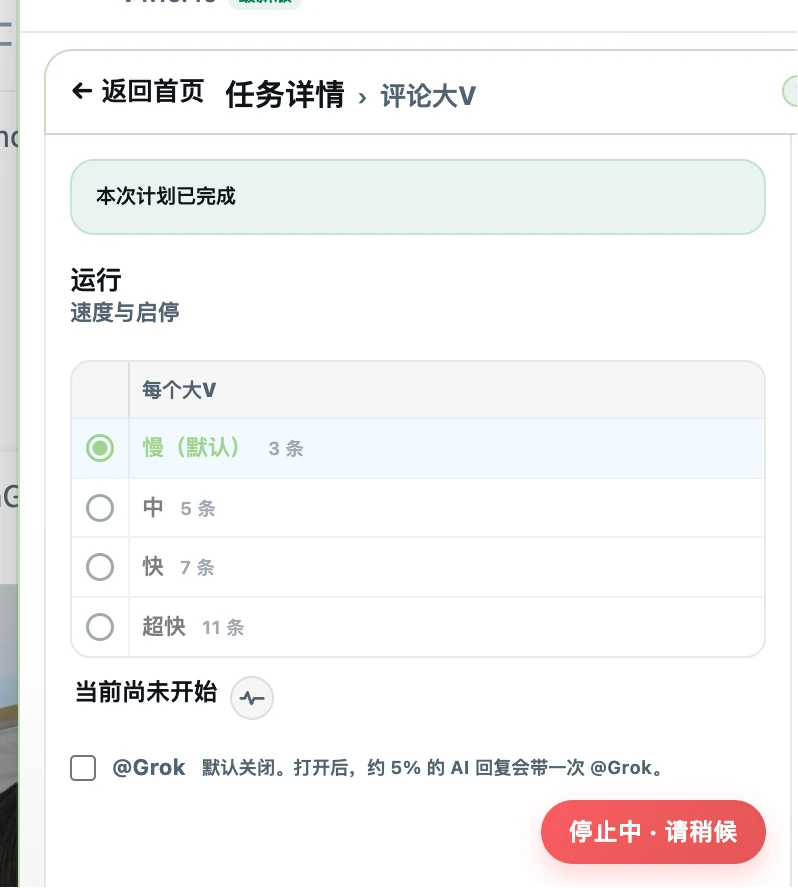 最新版
← 返回首页 任务详情 › 评论大V
本次计划已完成
运行
速度与启停
每个大V
慢（默认） 3 条
中 5 条
快 7 条
超快 11 条
当前尚未开始
@Grok 默认关闭。打开后，约 5% 的 AI 回复会带一次 @Grok。
停止中 · 请稍候